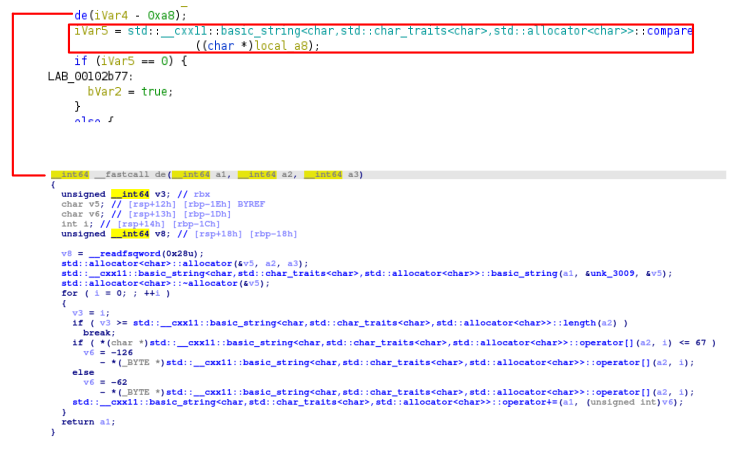 de(iVar4 - 0xa8);
iVar5 = std::__cxx11::basic_string<char,std::char_traits<char>,std::allocator<char>>::compare
((char *)local_a8);
if (iVar5 == 0) {
LAB_00102b77:
bVar2 = true;
}
else {
__int64 __fastcall de(__int64 a1, __int64 a2, __int64 a3)
{
unsigned __int64 v3; // rbx
char v5; // [rsp+12h] [rbp-1Eh] BYREF
char v6; // [rsp+13h] [rbp-1Dh]
int i; // [rsp+14h] [rbp-1Ch]
unsigned __int64 v8; // [rsp+18h] [rbp-18h]
v8 = __readfsqword(0x28u);
std::allocator<char>::allocator(&v5, a2, a3);
std::__cxx11::basic_string<char,std::char_traits<char>,std::allocator<char>>::basic_string(a1, &unk_3009, &v5);
std::allocator<char>::~allocator(&v5);
for ( i = 0; ; ++i )
{
v3 = i;
if ( v3 >= std::__cxx11::basic_string<char,std::char_traits<char>,std::allocator<char>>::length(a2) )
break;
if ( *(char *)std::__cxx11::basic_string<char,std::char_traits<char>,std::allocator<char>>::operator[](a2, i) <= 67 )
v6 = -126
- *(_BYTE *)std::__cxx11::basic_string<char,std::char_traits<char>,std::allocator<char>>::operator[](a2, i);
else
v6 = -62
- *(_BYTE *)std::__cxx11::basic_string<char,std::char_traits<char>,std::allocator<char>>::operator[](a2, i);
std::__cxx11::basic_string<char,std::char_traits<char>,std::allocator<char>>::operator+=(a1, (unsigned int)v6);
}
return a1;
}